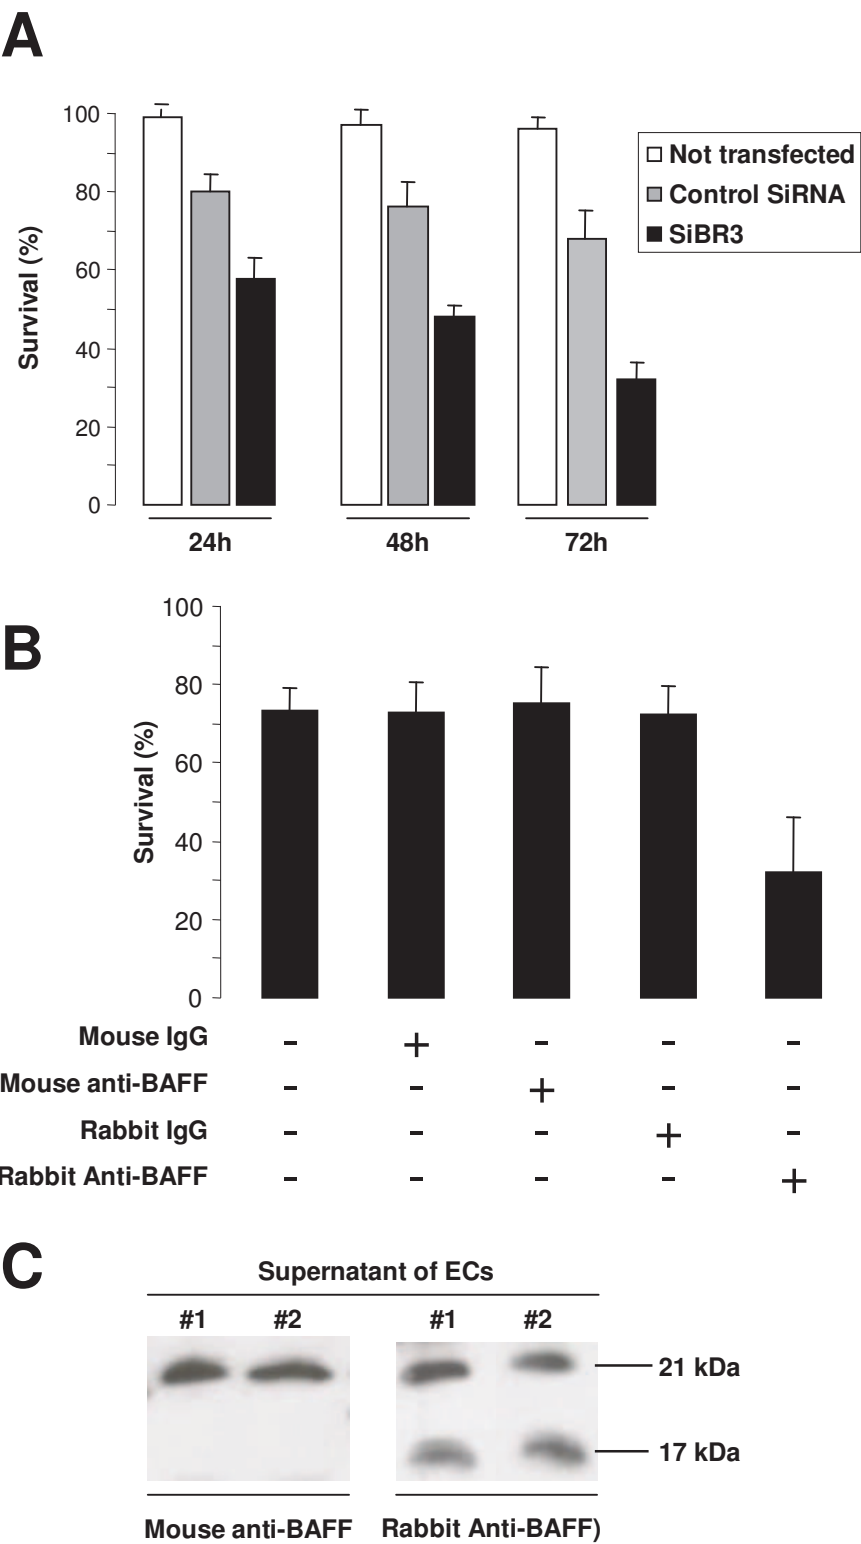 A
100
80
60
40
20
0
Survival (%)
Not transfected
Control SiRNA
SiBR3
24h 48h 72h
B
100
80
60
40
20
0
Survival (%)
Mouse IgG - + - - -
Mouse anti-BAFF - - + - -
Rabbit IgG - - - + -
Rabbit Anti-BAFF - - - - +
C
Supernatant of ECs
#1 #2 #1 #2
21 kDa
17 kDa
Mouse anti-BAFF Rabbit Anti-BAFF)